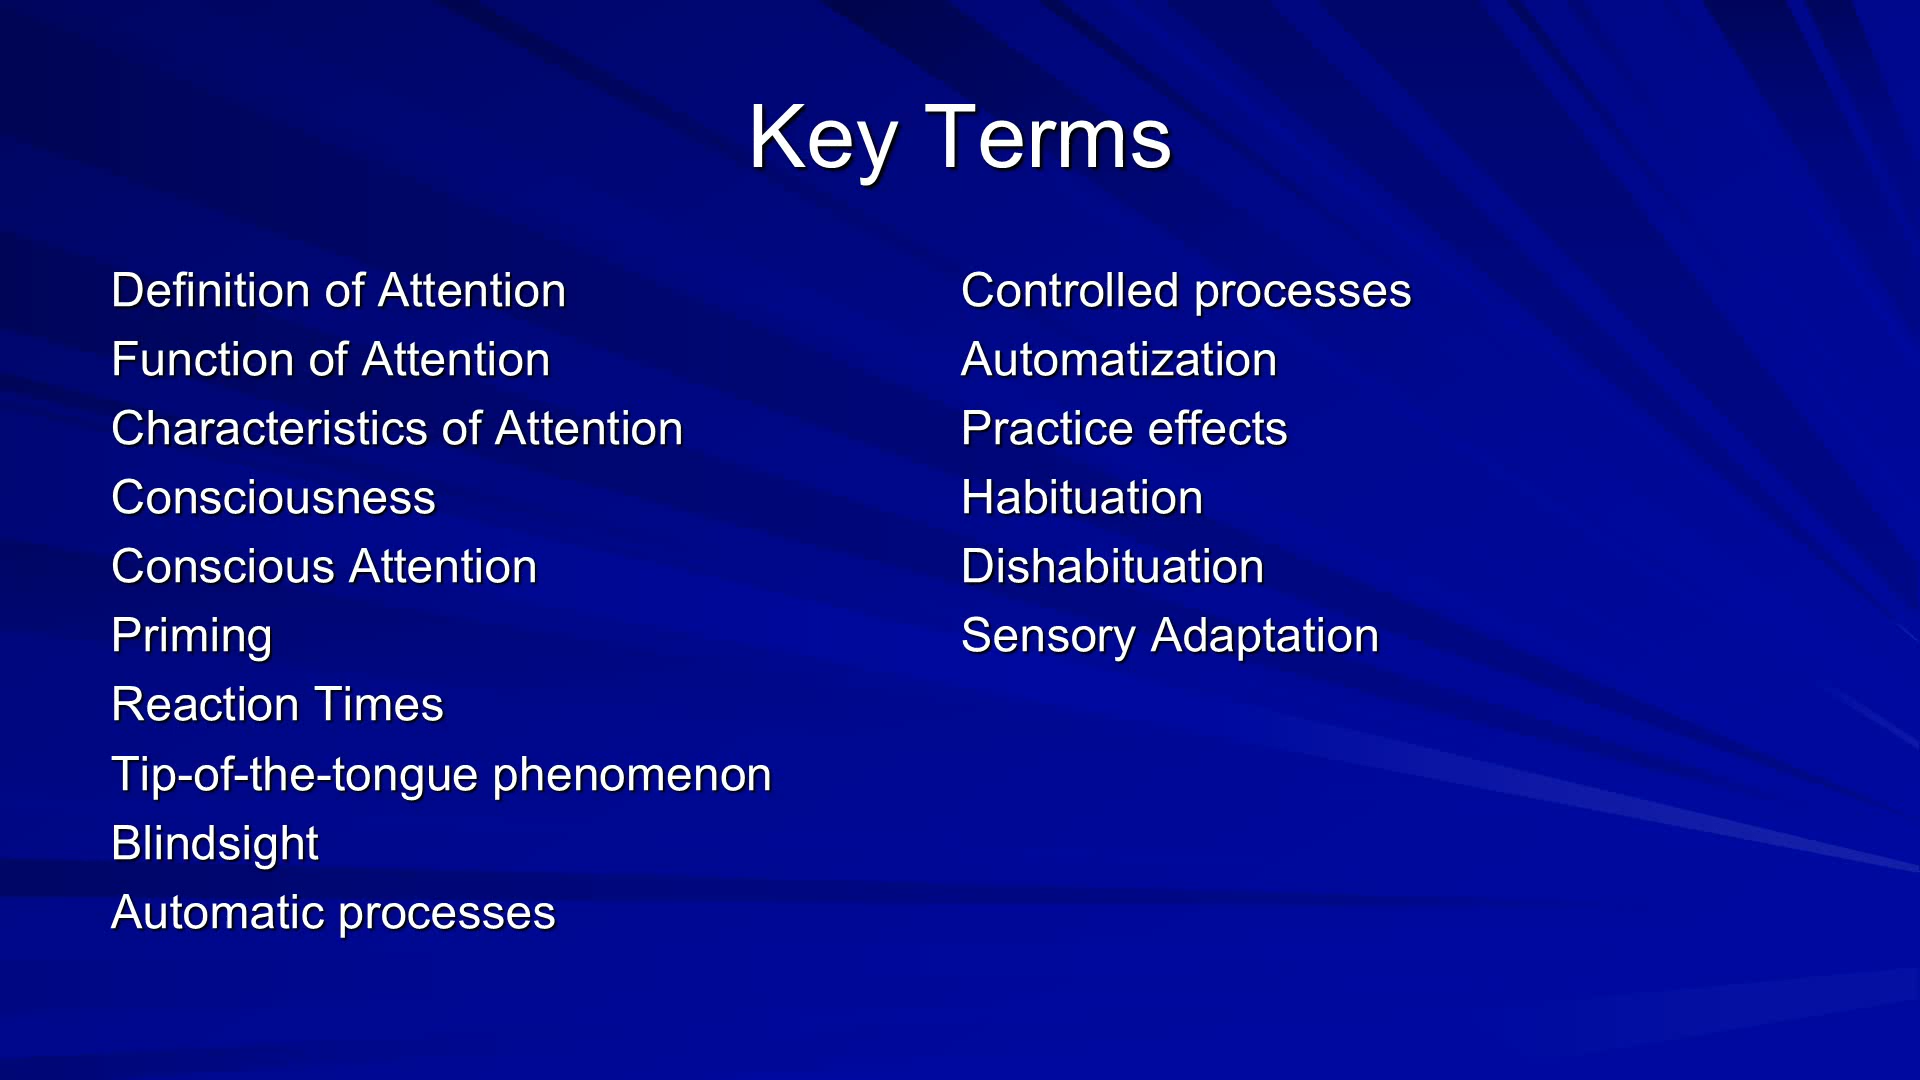 Key Terms
Definition of Attention
Function of Attention
Characteristics of Attention
Consciousness
Conscious Attention
Priming
Reaction Times
Tip-of-the-tongue phenomenon
Blindsight
Automatic processes
Controlled processes
Automatization
Practice effects
Habituation
Dishabituation
Sensory Adaptation